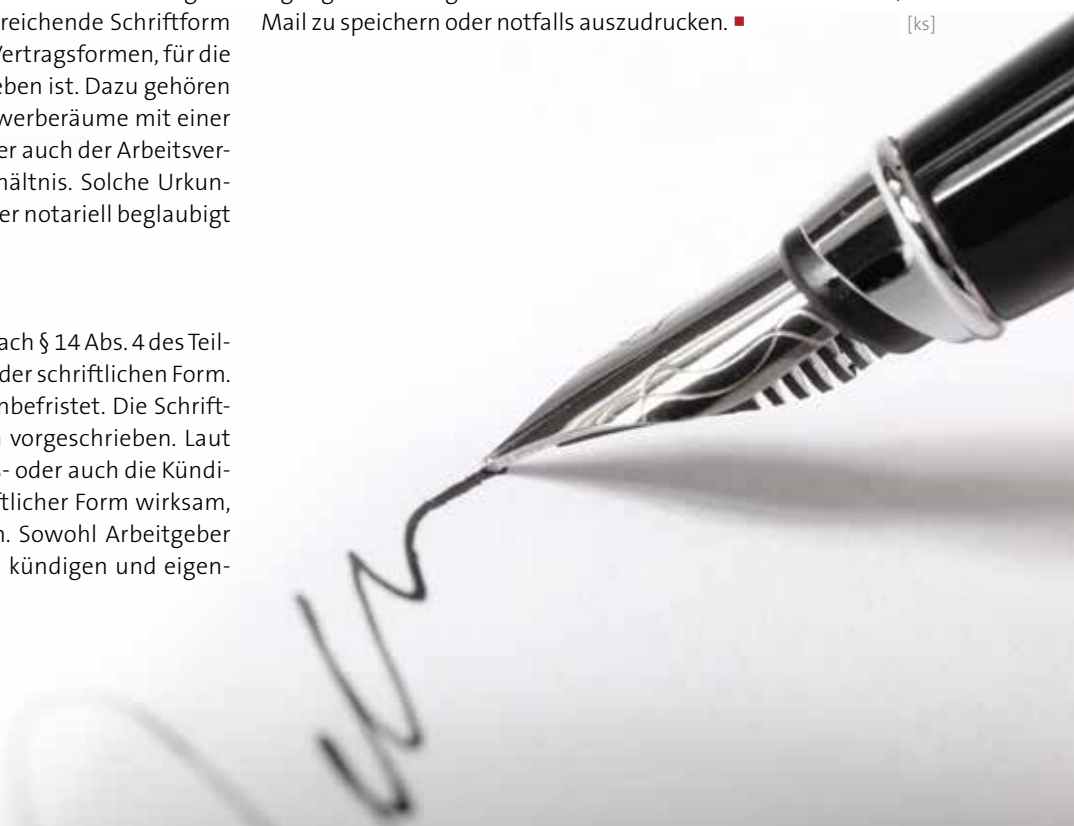 reichende Schriftform
Vertragsformen, für die
eben ist. Dazu gehören
werberäume mit einer
er auch der Arbeitsver-
hältnis. Solche Urkun-
er notariell beglaubigt
ach § 14 Abs. 4 des Teil-
der schriftlichen Form.
nbefristet. Die Schrift-
vorgeschrieben. Laut
- oder auch die Kündi-
ftlicher Form wirksam,
n. Sowohl Arbeitgeber
kündigen und eigen-
Mail zu speichern oder notfalls auszudrucken.
[ks]